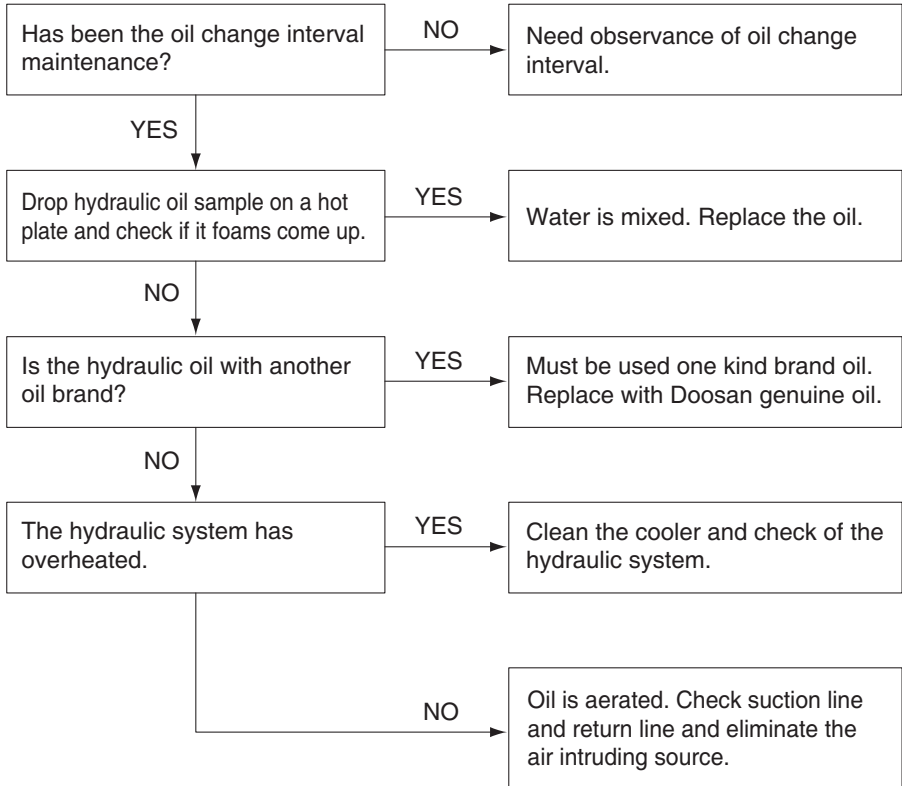 Has been the oil change interval
maintenance?
NO
Need observance of oil change
interval.
YES
Drop hydraulic oil sample on a hot
plate and check if it foams come up.
YES
Water is mixed. Replace the oil.
NO
Is the hydraulic oil with another
oil brand?
YES
Must be used one kind brand oil.
Replace with Doosan genuine oil.
NO
The hydraulic system has
overheated.
YES
Clean the cooler and check of the
hydraulic system.
NO
Oil is aerated. Check suction line
and return line and eliminate the
air intruding source.